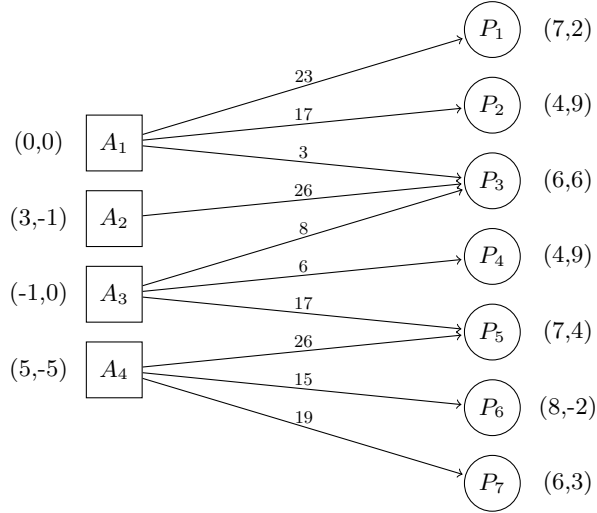 P1 (7,2)
23
17
P2 (4,9)
(0,0) A1
3
P3 (6,6)
26
(3,-1) A2
8
P4 (4,9)
6
(-1,0) A3
17
P5 (7,4)
26
(5,-5) A4
15
P6 (8,-2)
19
P7 (6,3)